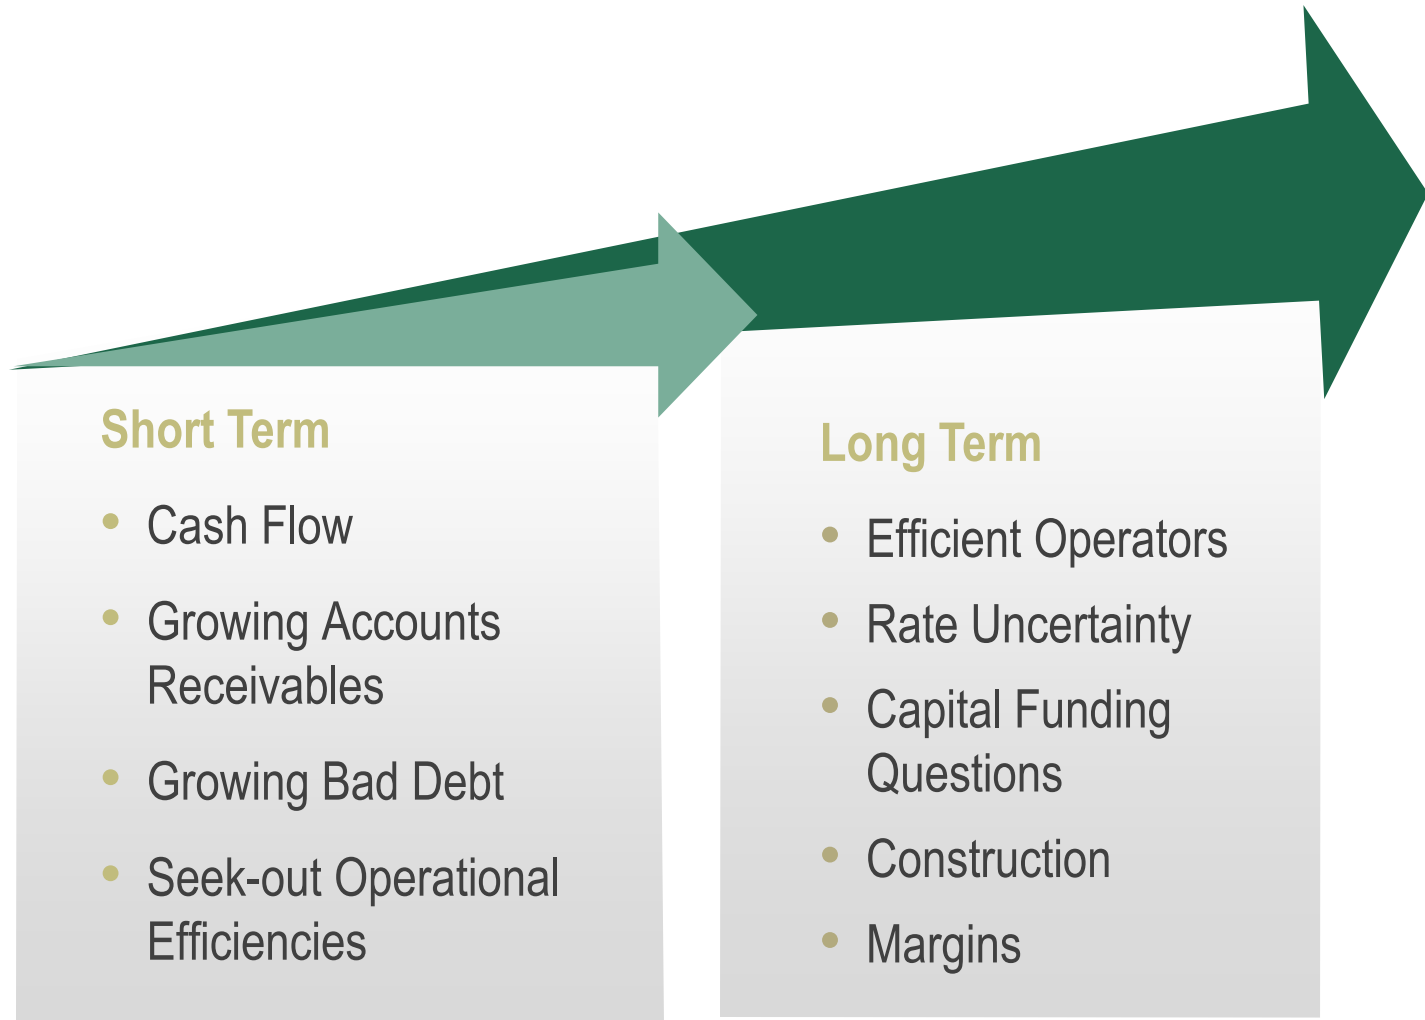 Short Term
• Cash Flow
• Growing Accounts
Receivables
• Growing Bad Debt
• Seek-out Operational
Efficiencies
Long Term
• Efficient Operators
• Rate Uncertainty
• Capital Funding
Questions
• Construction
• Margins